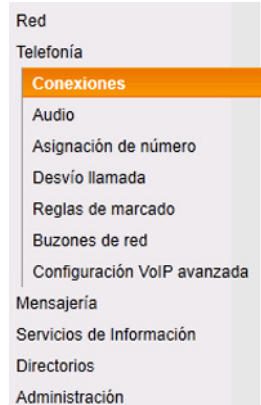 Red
Telefonía
Conexiones
Audio
Asignación de número
Desvío llamada
Reglas de marcado
Buzones de red
Configuración VoIP avanzada
Mensajería
Servicios de Información
Directorios
Administración